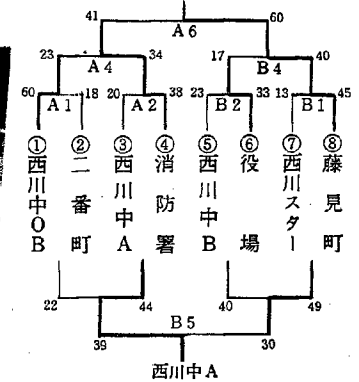 41 A6 60
23 A4 34 17 B4 40
60 A1 18 20 A2 38 23 B2 33 13 B1 45
①西川中OB
②二番町
③西川中A
④消防署
⑤西川中B
⑥役場
⑦西川スター
⑧藤見町
22 44 40 49
B5
39 30
西川中A